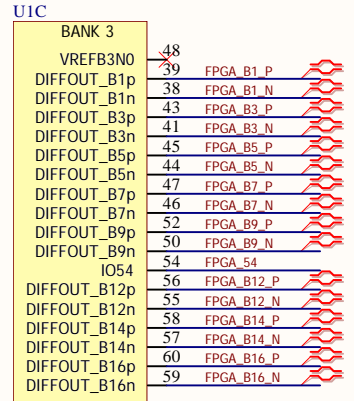 U1C
BANK 3
VREFB3N0 48
DIFFOUT_B1p 39 FPGA_B1_P
DIFFOUT_B1n 38 FPGA_B1_N
DIFFOUT_B3p 43 FPGA_B3_P
DIFFOUT_B3n 41 FPGA_B3_N
DIFFOUT_B5p 45 FPGA_B5_P
DIFFOUT_B5n 44 FPGA_B5_N
DIFFOUT_B7p 47 FPGA_B7_P
DIFFOUT_B7n 46 FPGA_B7_N
DIFFOUT_B9p 52 FPGA_B9_P
DIFFOUT_B9n 50 FPGA_B9_N
IO54 54 FPGA_54
DIFFOUT_B12p 56 FPGA_B12_P
DIFFOUT_B12n 55 FPGA_B12_N
DIFFOUT_B14p 58 FPGA_B14_P
DIFFOUT_B14n 57 FPGA_B14_N
DIFFOUT_B16p 60 FPGA_B16_P
DIFFOUT_B16n 59 FPGA_B16_N